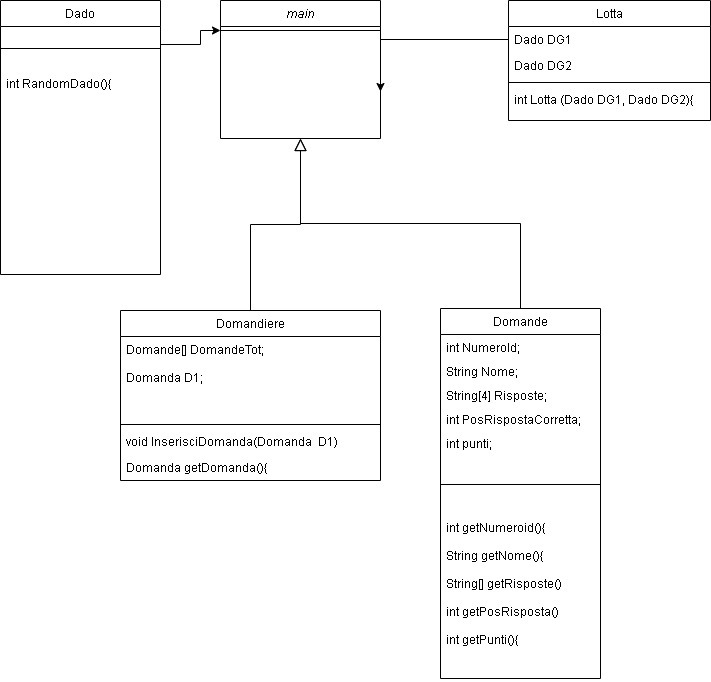 Dado
int RandomDado(){
main
Lotta
Dado DG1
Dado DG2
int Lotta (Dado DG1, Dado DG2){
Domandiere
Domande[] DomandeTot;
Domanda D1;
void InserisciDomanda(Domanda D1)
Domanda getDomanda(){
Domande
int NumeroId;
String Nome;
String[4] Risposte;
int PosRispostaCorretta;
int punti;
int getNumeroid(){
String getNome(){
String[] getRisposte()
int getPosRisposta()
int getPunti(){